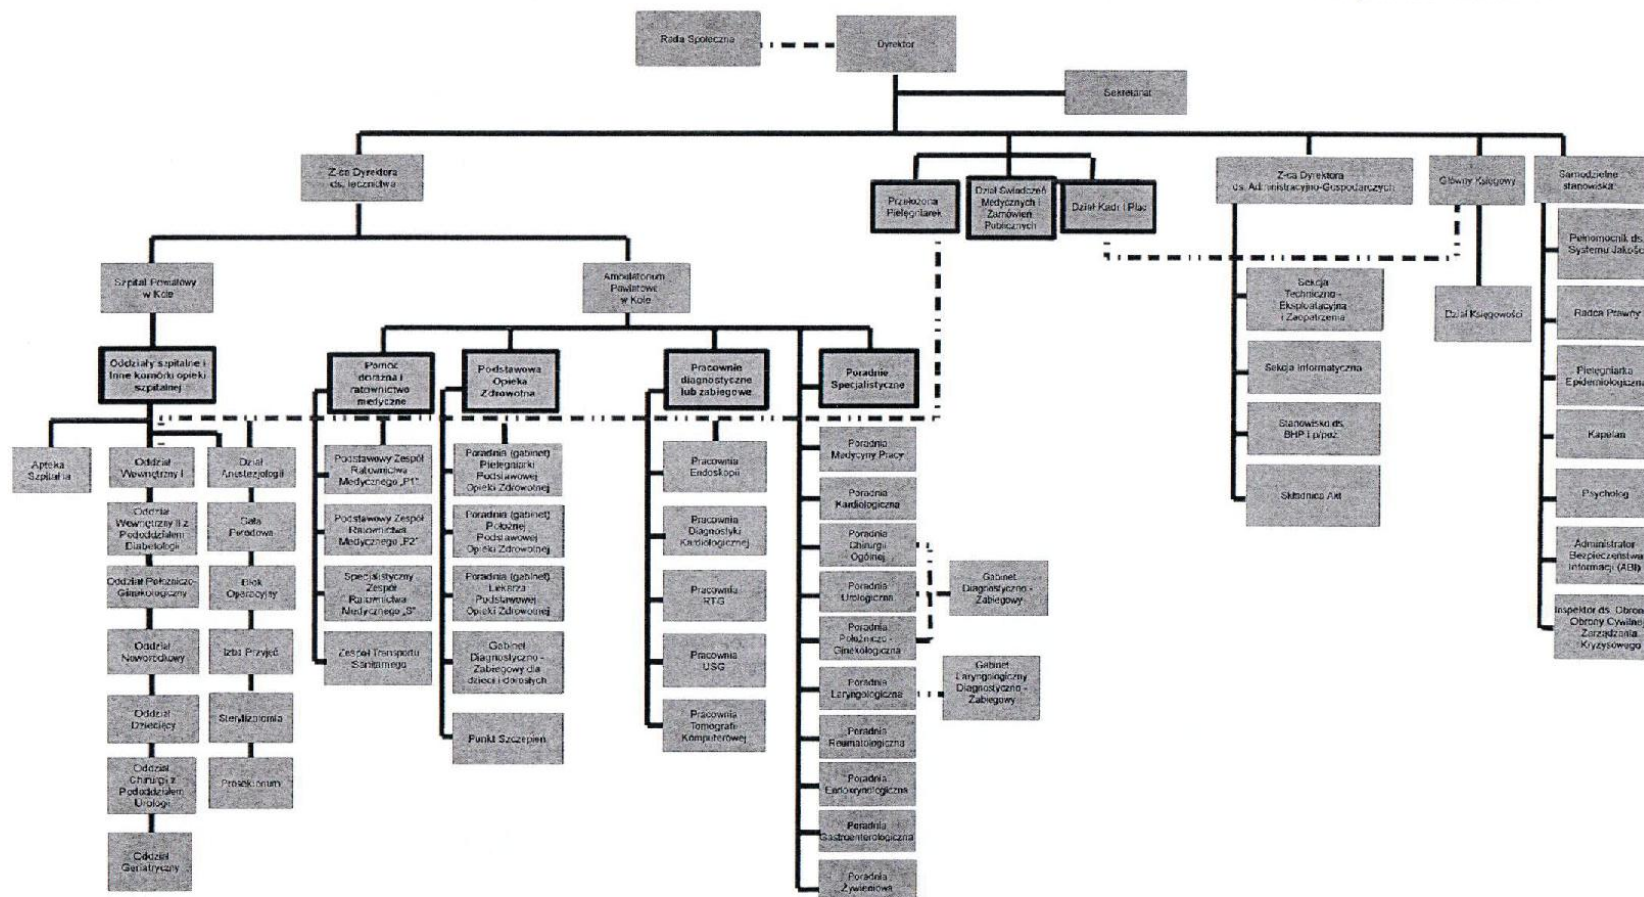 Rada Społeczna
Dyrektor
Sekretariat
Z-ca Dyrektora
ds. lecznictwa
Przełożona
Pielęgniarek
Dział Świadczeń
Medycznych i
Zamówień
Publicznych
Dział Kadr i Płac
Z-ca Dyrektora
ds. Administracyjno-Gospodarczych
Główny Księgowy
Samodzielne
stanowiska
Szpital Powiatowy
w Kole
Ambulatorium
Powiatowe
w Kole
Sekcja
Techniczno -
Eksploatacyjna
i Zaopatrzenia
Sekcja Informatyczna
Stanowisko ds.
BHP i p/poż.
Składnica Akt
Dział Księgowości
Pełnomocnik ds.
Systemu Jakości
Radca Prawny
Pielęgniarka
Epidemiologiczna
Kapelan
Psycholog
Administrator
Bezpieczeństwa
Informacji (ABI)
Inspektor ds. Obron
Obrony Cywilnej
Zarządzania
Kryzysowego
Oddziały szpitalne i
Inne komórki opieki
szpitalnej
Pomoc
doraźna i
ratownictwo
medyczne
Podstawowa
Opieka
Zdrowotna
Pracownie
diagnostyczne
lub zabiegowe
Poradnie
Specjalistyczne
Apteka
Szpitalna
Oddział
Wewnętrzny I
Oddział
Wewnętrzny II z
Pododdziałem
Diabetologii
Oddział Położniczo-
Ginekologiczny
Oddział
Noworodkowy
Oddział
Dziecięcy
Oddział
Chirurgi z
Pododdziałem
Urologii
Oddział
Geriatryczny
Dział
Anestezjologii
Sala
Porodowa
Blok
Operacyjny
Izba Przyjęć
Sterylizatornia
Prosektorium
Podstawowy Zespół
Ratownictwa
Medycznego „P1"
Podstawowy Zespół
Ratownictwa
Medycznego „P2"
Specjalistyczny
Zespół
Ratownictwa
Medycznego „S"
Zespół Transportu
Sanitarnego
Poradnia (gabinet)
Pielęgniarki
Podstawowej
Opieki Zdrowotnej
Poradnia (gabinet)
Położnej
Podstawowej
Opieki Zdrowotnej
Poradnia (gabinet)
Lekarza
Podstawowej
Opieki Zdrowotnej
Gabinet
Diagnostyczno -
Zabiegowy dla
dzieci i dorosłych
Punkt Szczepień
Pracownia
Endoskopii
Pracownia
Diagnostyki
Kardiologicznej
Pracownia
RTG
Pracownia
USG
Pracownia
Tomografii
Komputerowej
Poradnia
Medycyny Pracy
Poradnia
Kardiologiczna
Poradnia
Chirurgii
Ogólnej
Poradnia
Urologiczna
Poradnia
Położniczo -
Ginekologiczna
Poradnia
Laryngologiczna
Poradnia
Reumatologiczna
Poradnia
Endokrynologiczna
Poradnia
Gastroenterologiczna
Poradnia
Żywieniowa
Gabinet
Diagnostyczno -
Zabiegowy
Gabinet
Laryngologiczny
Diagnostyczno -
Zabiegowy